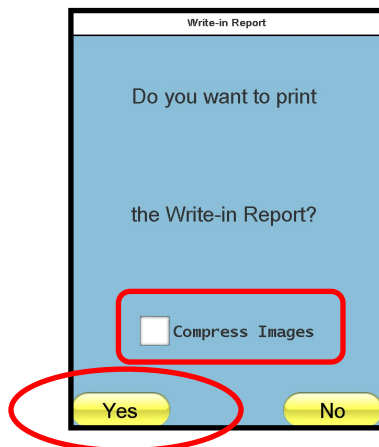 Write-in Report
Do you want to print
the Write-in Report?
Compress Images
Yes No